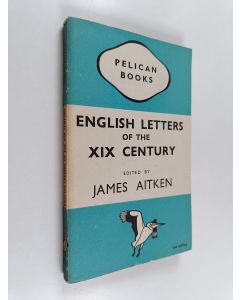 PELICAN
BOOKS
ENGLISH LETTERS
OF THE
XIX CENTURY
EDITED BY
JAMES AITKEN